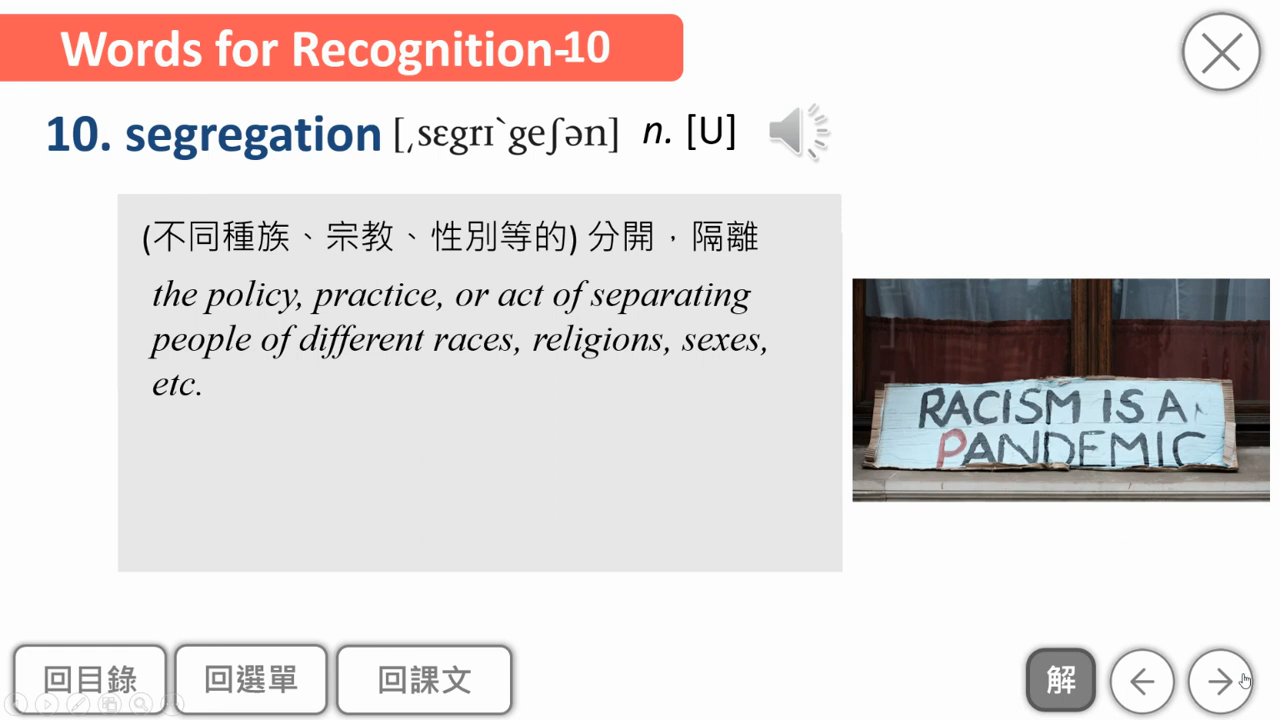 Words for Recognition-10
10. segregation [ˌsɛgrɪˋgeʃən] n. [U]
(不同種族、宗教、性別等的) 分開，隔離
the policy, practice, or act of separating
people of different races, religions, sexes,
etc.
RACISM IS A
PANDEMIC
回目錄
回選單
回課文
解